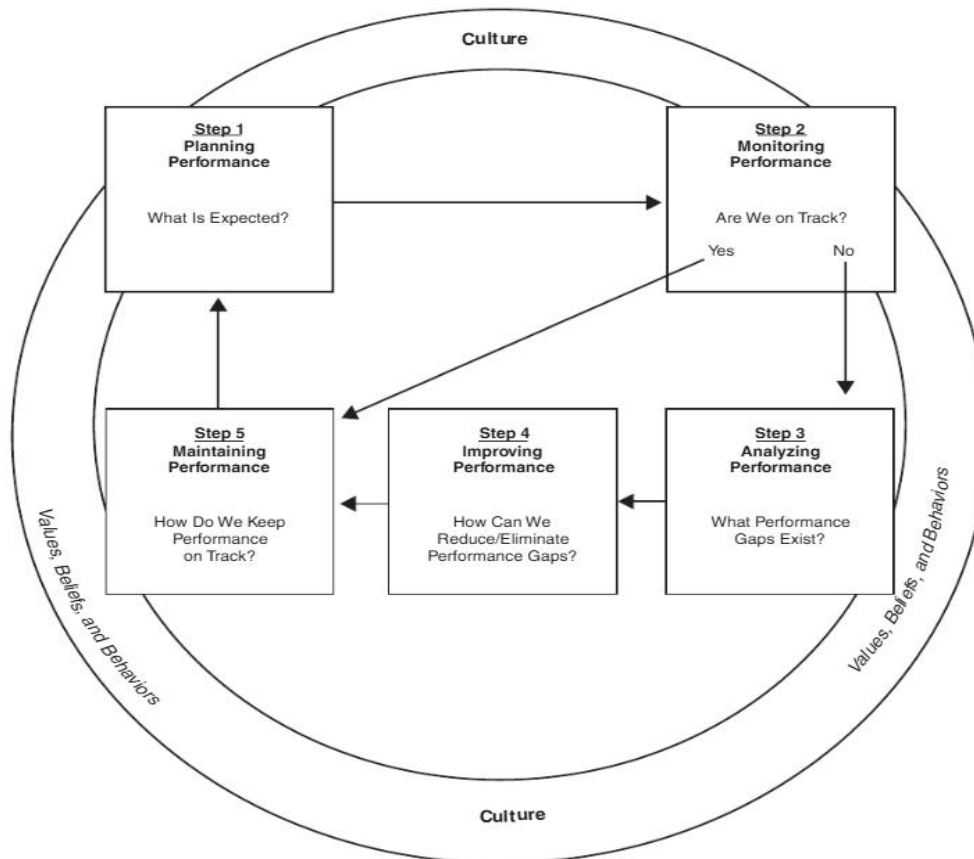 Culture
Step 1
Planning
Performance
What Is Expected?
Step 2
Monitoring
Performance
Are We on Track?
Yes
No
Step 5
Maintaining
Performance
How Do We Keep
Performance
on Track?
Step 4
Improving
Performance
How Can We
Reduce/Eliminate
Performance Gaps?
Step 3
Analyzing
Performance
What Performance
Gaps Exist?
Values, Beliefs, and Behaviors
Values, Beliefs, and Behaviors
Culture